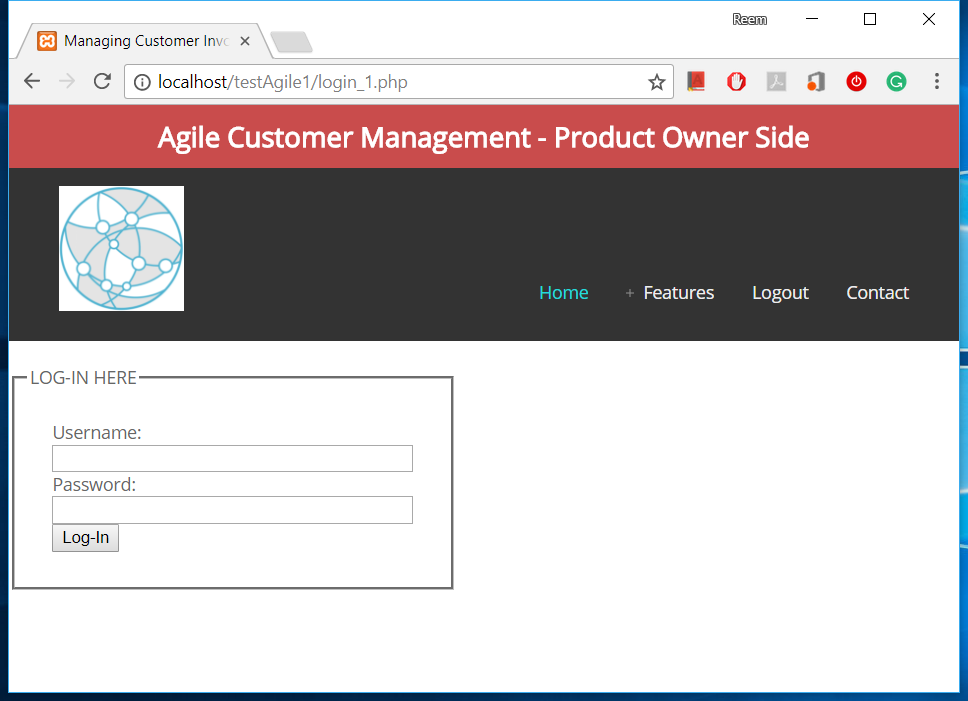 Reem
Managing Customer Invo
localhost/testAgile1/login_1.php
Agile Customer Management - Product Owner Side
Home + Features Logout Contact
LOG-IN HERE
Username:
Password:
Log-In